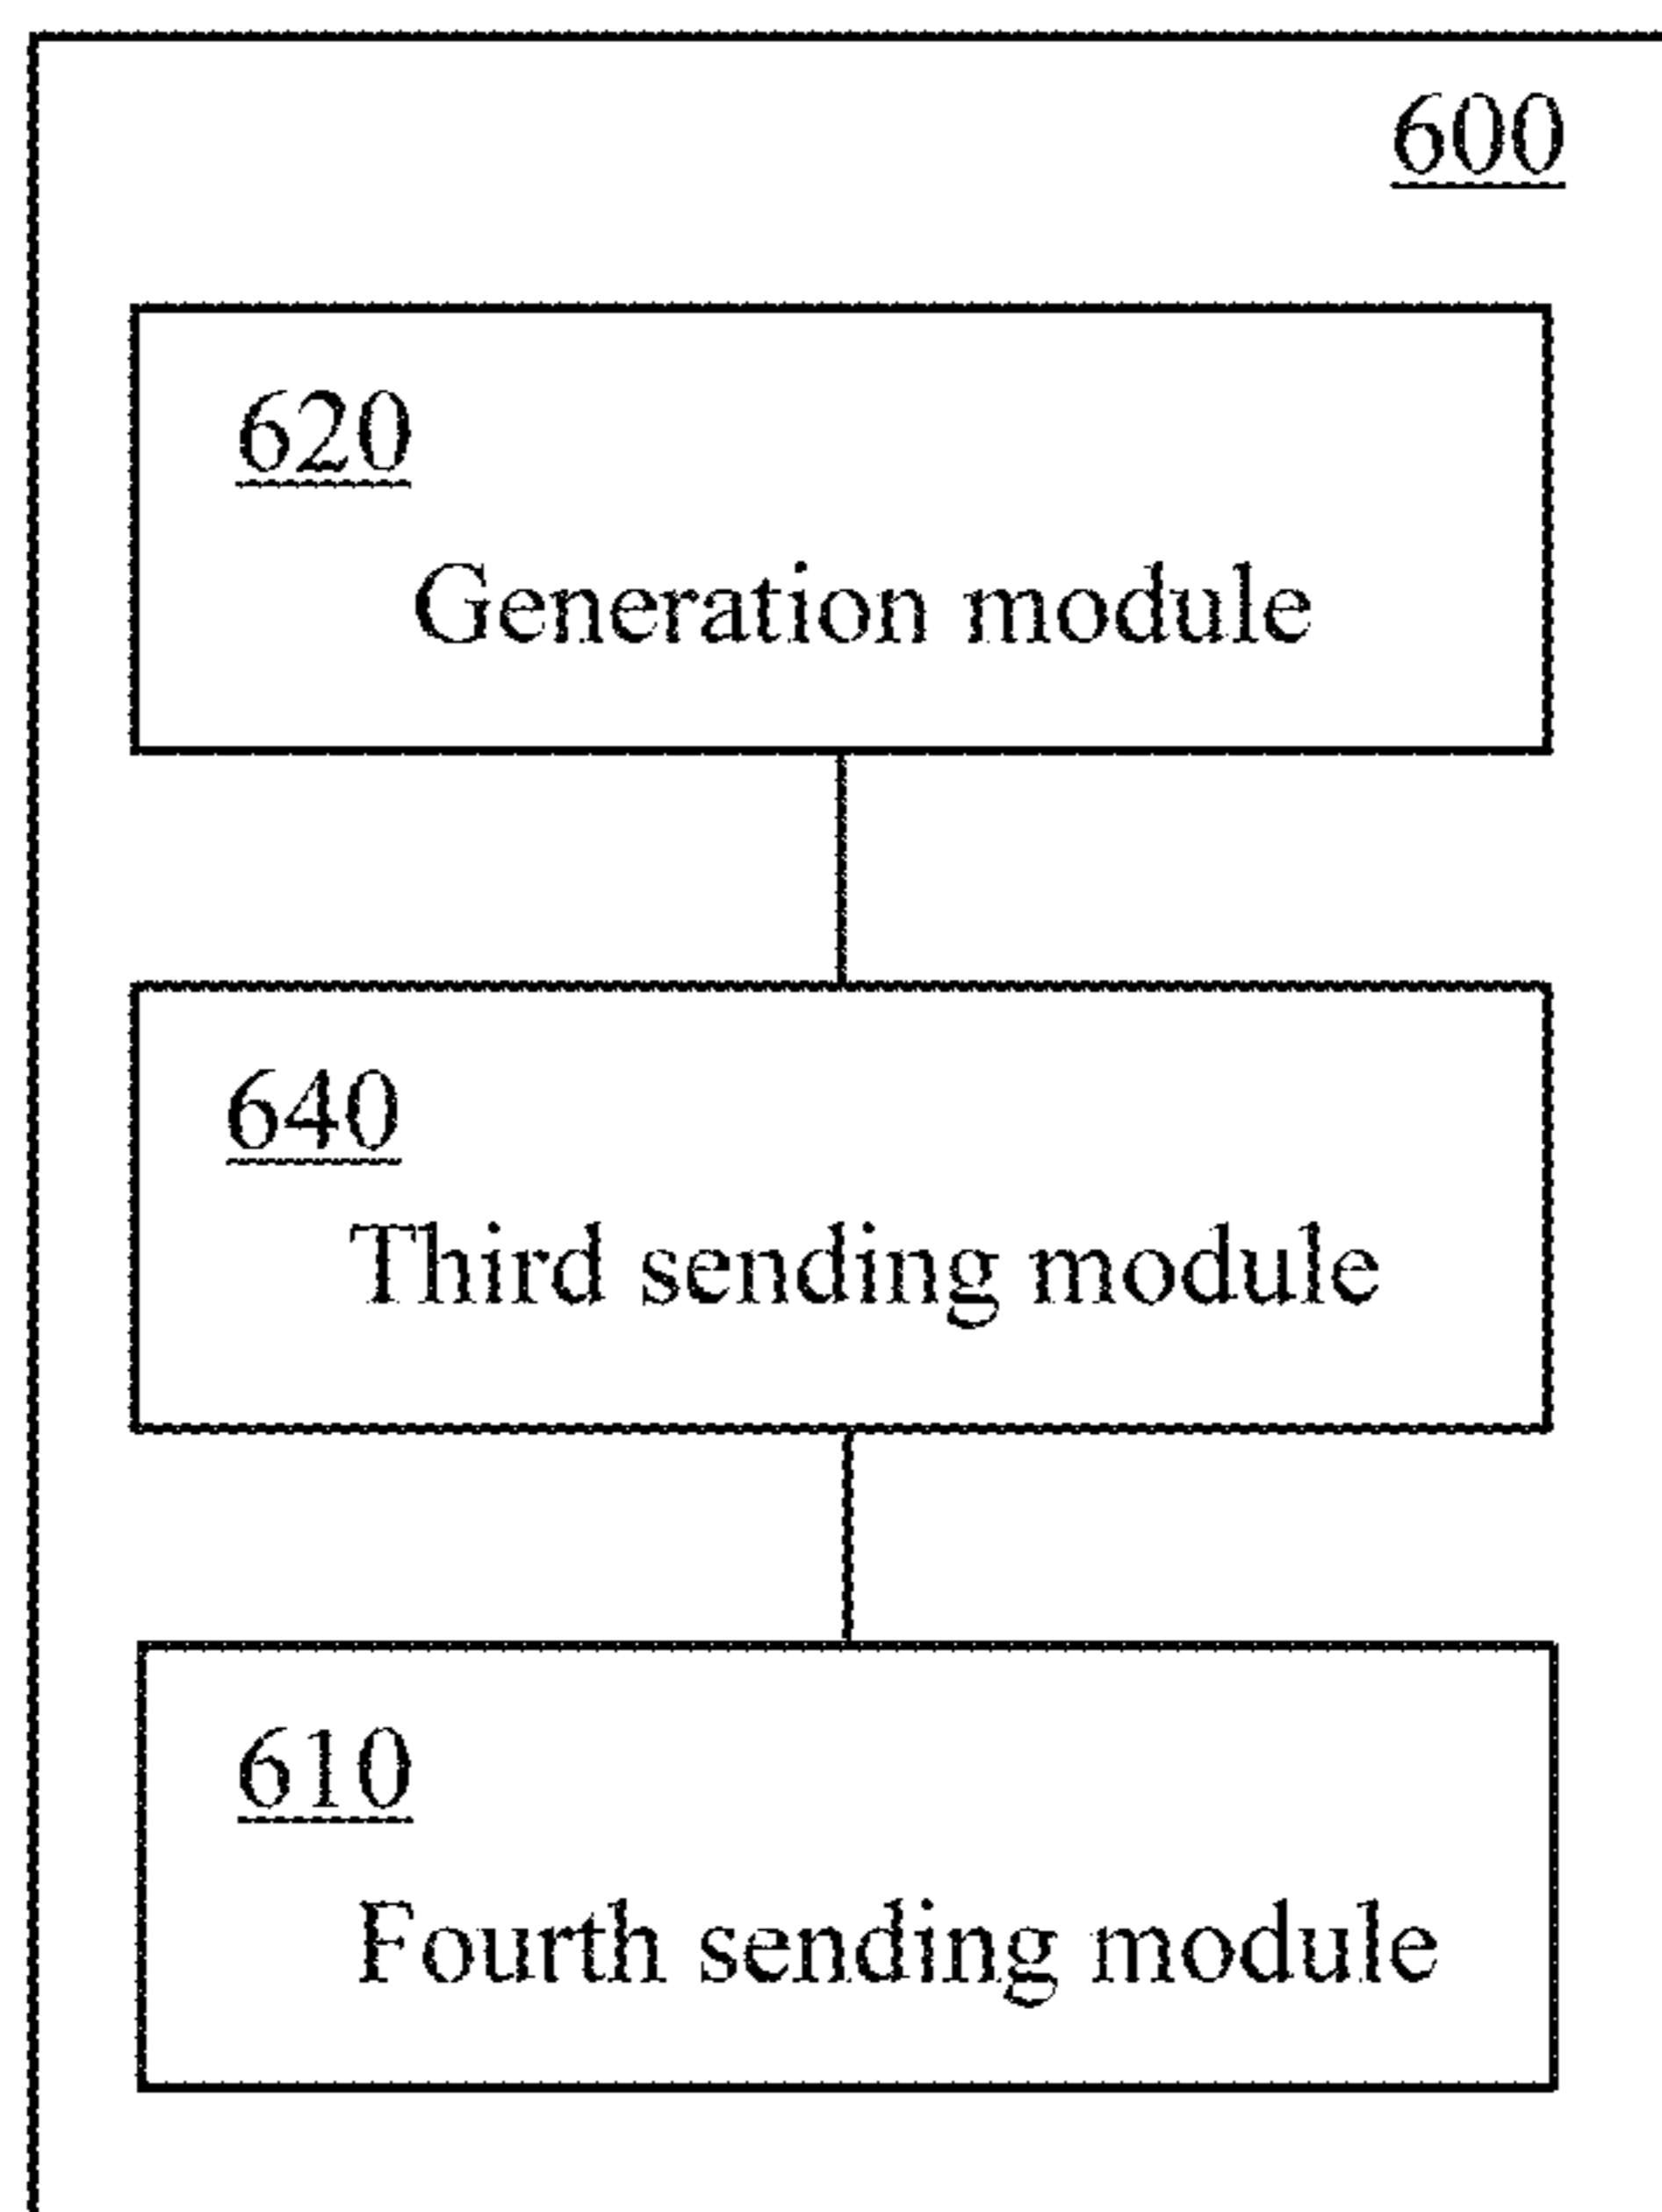 600
620
Generation module
640
Third sending module
610
Fourth sending module